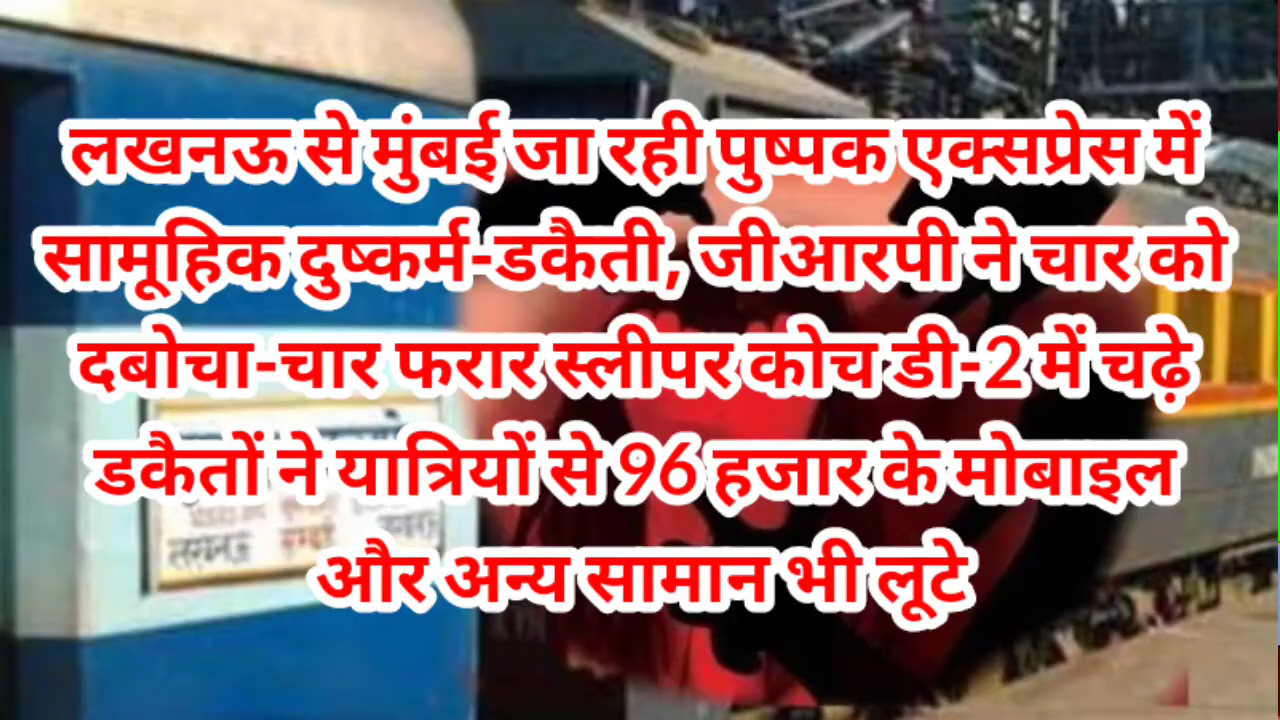 लखनऊ से मुंबई जा रही पुष्पक एक्सप्रेस में
सामूहिक दुष्कर्म-डकैती, जीआरपी ने चार को
दबोचा-चार फरार स्लीपर कोच डी-2 में चढ़े
डकैतों ने यात्रियों से 96 हजार के मोबाइल
और अन्य सामान भी लूटे
लखनऊ